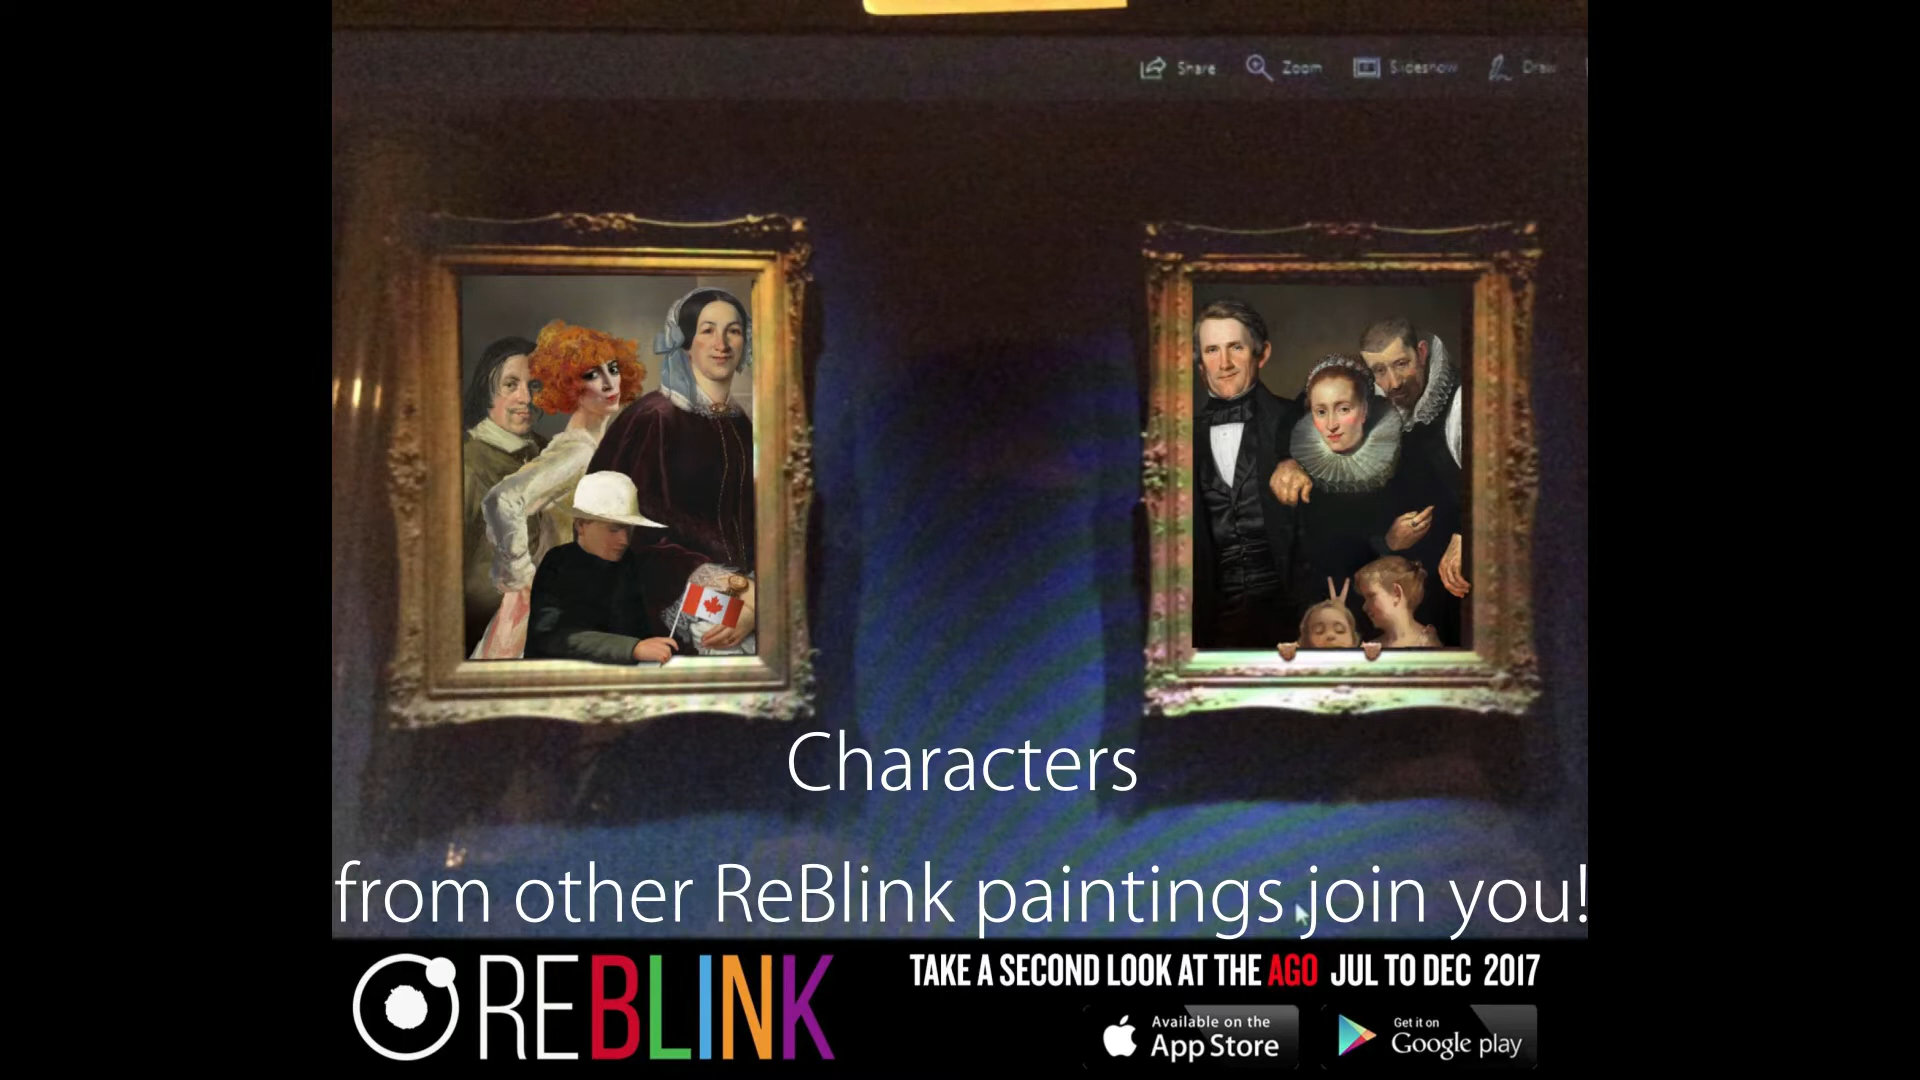 Share Zoom Slideshow Draw
Characters
from other ReBlink paintings join you!
REBLINK
TAKE A SECOND LOOK AT THE AGO JUL TO DEC 2017
Available on the
App Store
Get it on
Google play